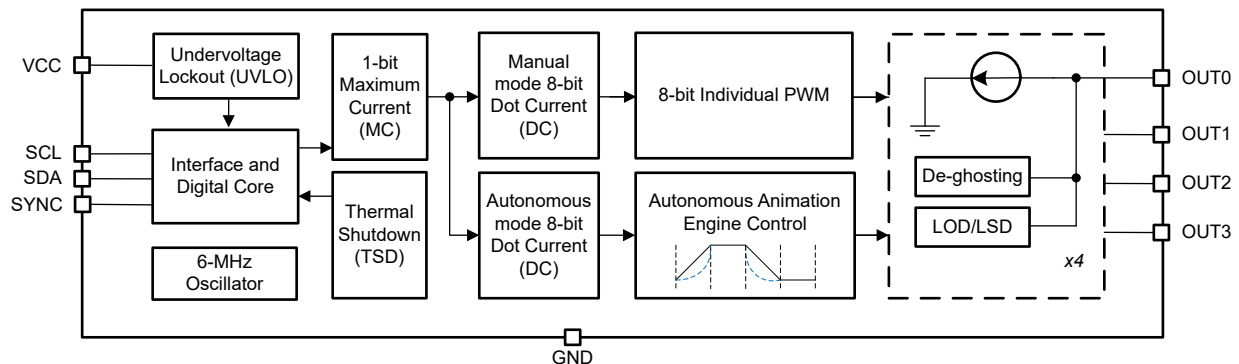 VCC
SCL
SDA
SYNC
Undervoltage
Lockout (UVLO)
Interface and
Digital Core
6-MHz
Oscillator
1-bit
Maximum
Current
(MC)
Thermal
Shutdown
(TSD)
Manual
mode 8-bit
Dot Current
(DC)
Autonomous
mode 8-bit
Dot Current
(DC)
8-bit Individual PWM
Autonomous Animation
Engine Control
De-ghosting
LOD/LSD
x4
OUT0
OUT1
OUT2
OUT3
GND